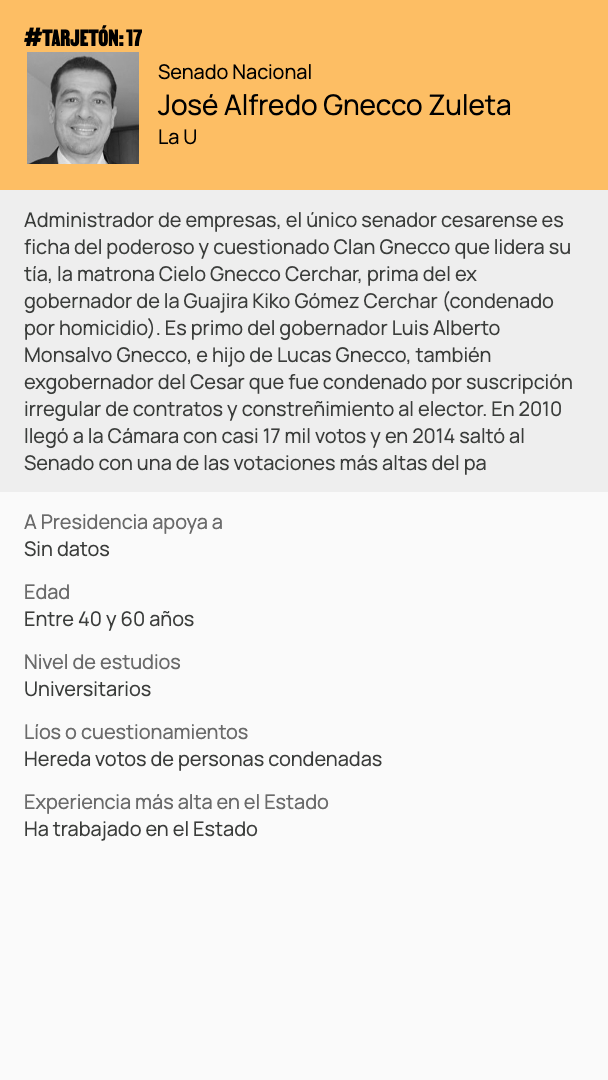 #TARJETÓN: 17
Senado Nacional
José Alfredo Gnecco Zuleta
La U
Administrador de empresas, el único senador cesarense es
ficha del poderoso y cuestionado Clan Gnecco que lidera su
tía, la matrona Cielo Gnecco Cerchar, prima del ex
gobernador de la Guajira Kiko Gómez Cerchar (condenado
por homicidio). Es primo del gobernador Luis Alberto
Monsalvo Gnecco, e hijo de Lucas Gnecco, también
exgobernador del Cesar que fue condenado por suscripción
irregular de contratos y constreñimiento al elector. En 2010
llegó a la Cámara con casi 17 mil votos y en 2014 saltó al
Senado con una de las votaciones más altas del pa
A Presidencia apoya a
Sin datos
Edad
Entre 40 y 60 años
Nivel de estudios
Universitarios
Líos o cuestionamientos
Hereda votos de personas condenadas
Experiencia más alta en el Estado
Ha trabajado en el Estado